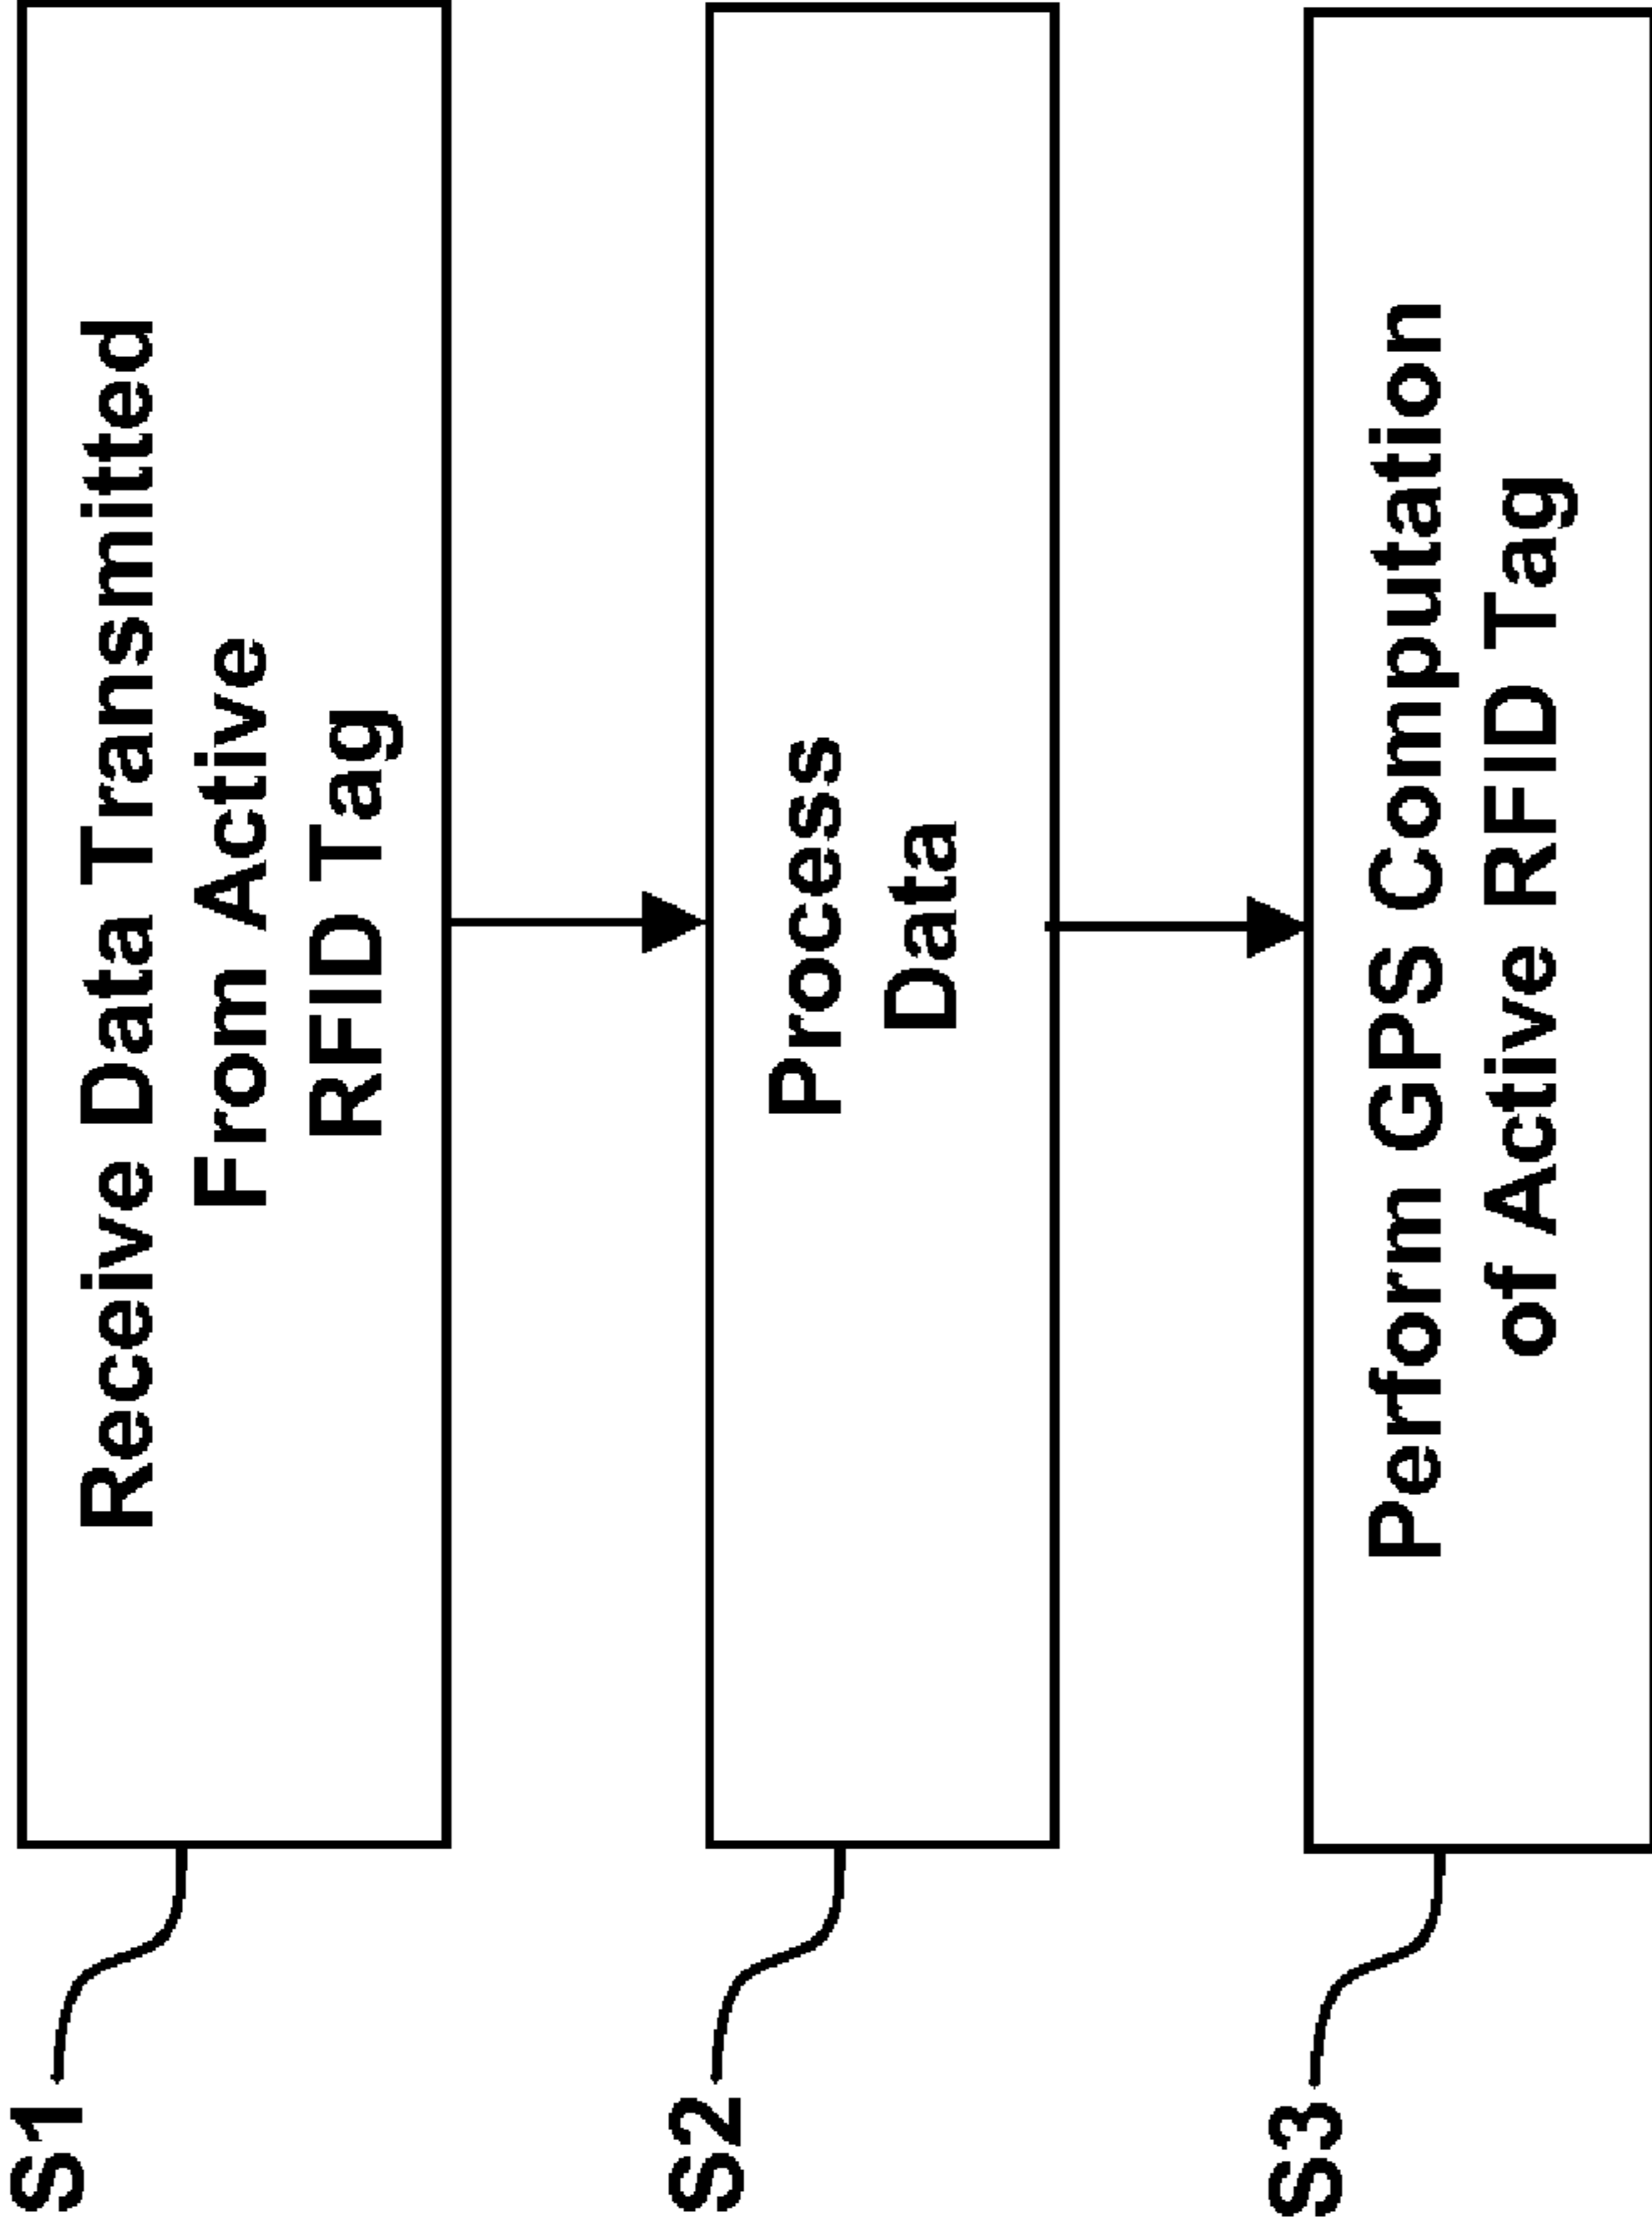 S1
Receive Data Transmitted
From Active
RFID Tag
S2
Process
Data
S3
Perform GPS Computation
of Active RFID Tag